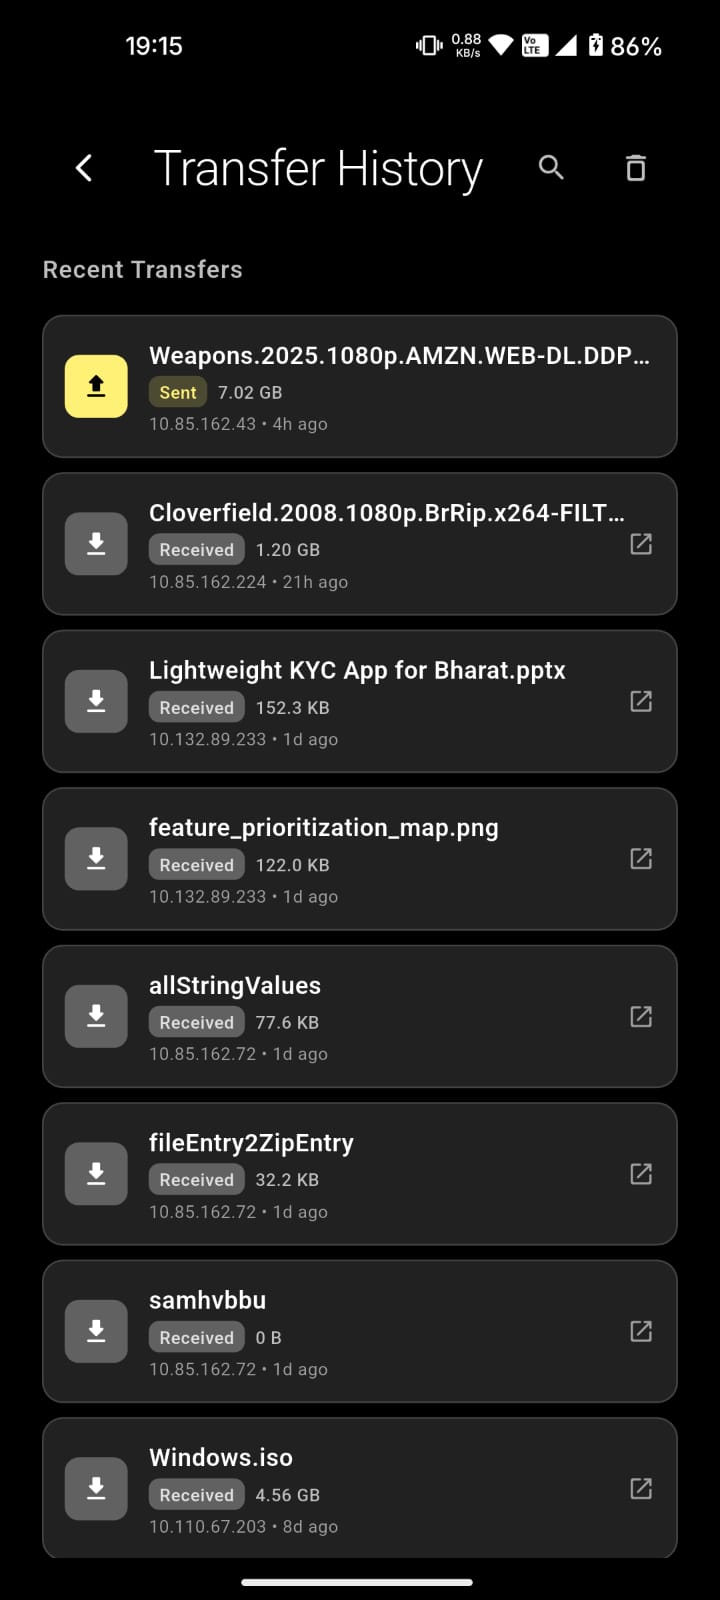 19:15 0.88 KB/s Vo LTE 86%
Transfer History
Recent Transfers
Weapons.2025.1080p.AMZN.WEB-DL.DDP...
Sent 7.02 GB
10.85.162.43 • 4h ago
Cloverfield.2008.1080p.BrRip.x264-FILT...
Received 1.20 GB
10.85.162.224 • 21h ago
Lightweight KYC App for Bharat.pptx
Received 152.3 KB
10.132.89.233 • 1d ago
feature_prioritization_map.png
Received 122.0 KB
10.132.89.233 • 1d ago
allStringValues
Received 77.6 KB
10.85.162.72 • 1d ago
fileEntry2ZipEntry
Received 32.2 KB
10.85.162.72 • 1d ago
samhvbbu
Received 0 B
10.85.162.72 • 1d ago
Windows.iso
Received 4.56 GB
10.110.67.203 • 8d ago